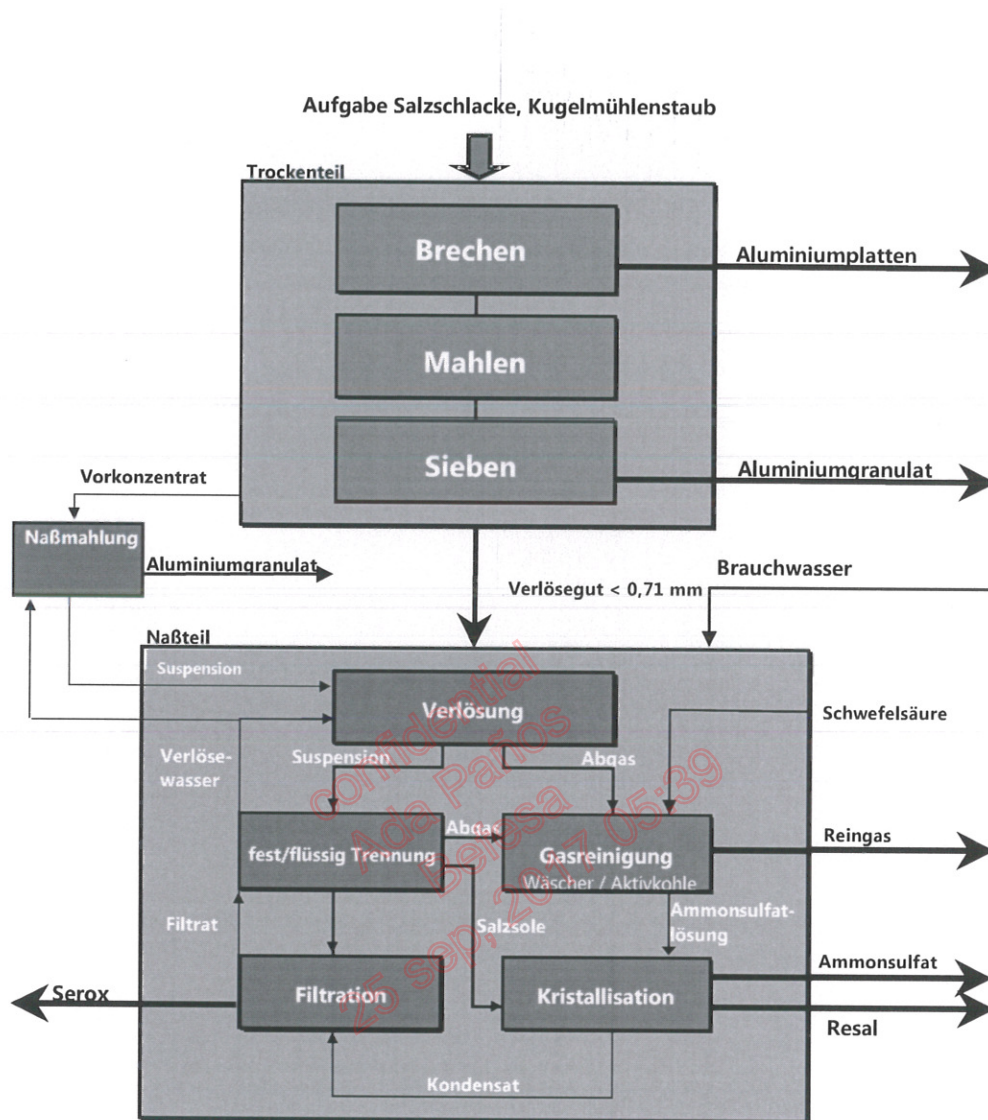 Aufgabe Salzschlacke, Kugelmühlenstaub
Trockenteil
Brechen
Aluminiumplatten
Mahlen
Sieben
Aluminiumgranulat
Vorkonzentrat
Naßmahlung
Aluminiumgranulat
Brauchwasser
Verlösegut < 0,71 mm
Naßteil
Suspension
Verlösung
Schwefelsäure
Verlöse-
wasser
Suspension
Abgas
fest/flüssig Trennung
Abgas
Gasreinigung
Wäscher / Aktivkohle
Reingas
Filtrat
Salzsole
Ammonsulfat-
lösung
Serox
Filtration
Kristallisation
Ammonsulfat
Resal
Kondensat
confidential
Ada Paños
Befesa
25 sep, 2017 05:39